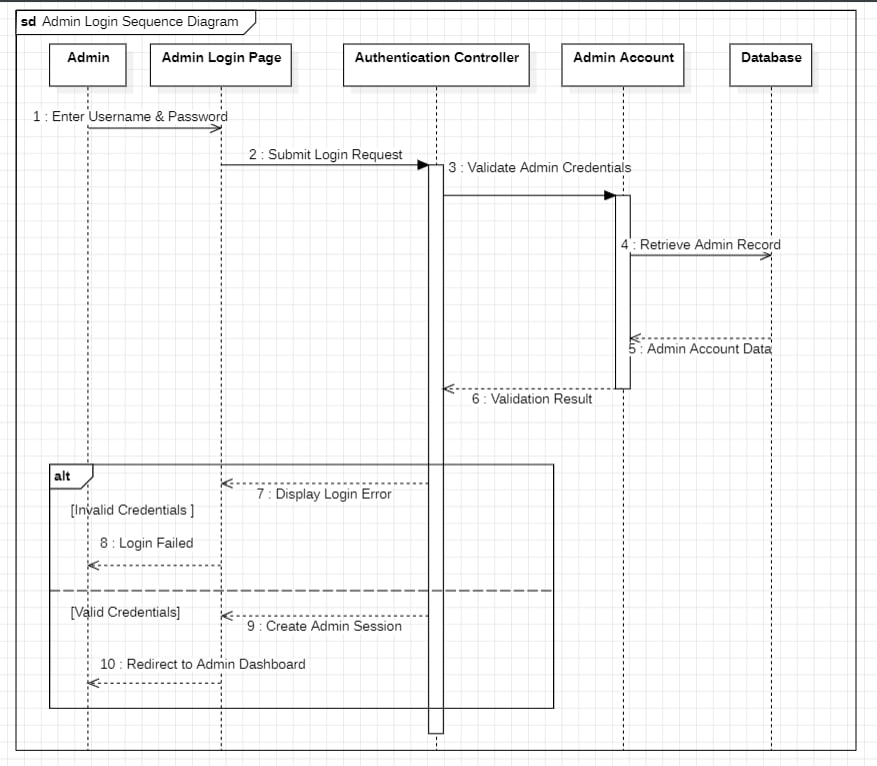 sd Admin Login Sequence Diagram
Admin
Admin Login Page
Authentication Controller
Admin Account
Database
1 : Enter Username & Password
2 : Submit Login Request
3 : Validate Admin Credentials
4 : Retrieve Admin Record
5 : Admin Account Data
6 : Validation Result
alt
7 : Display Login Error
[Invalid Credentials ]
8 : Login Failed
[Valid Credentials]
9 : Create Admin Session
10 : Redirect to Admin Dashboard